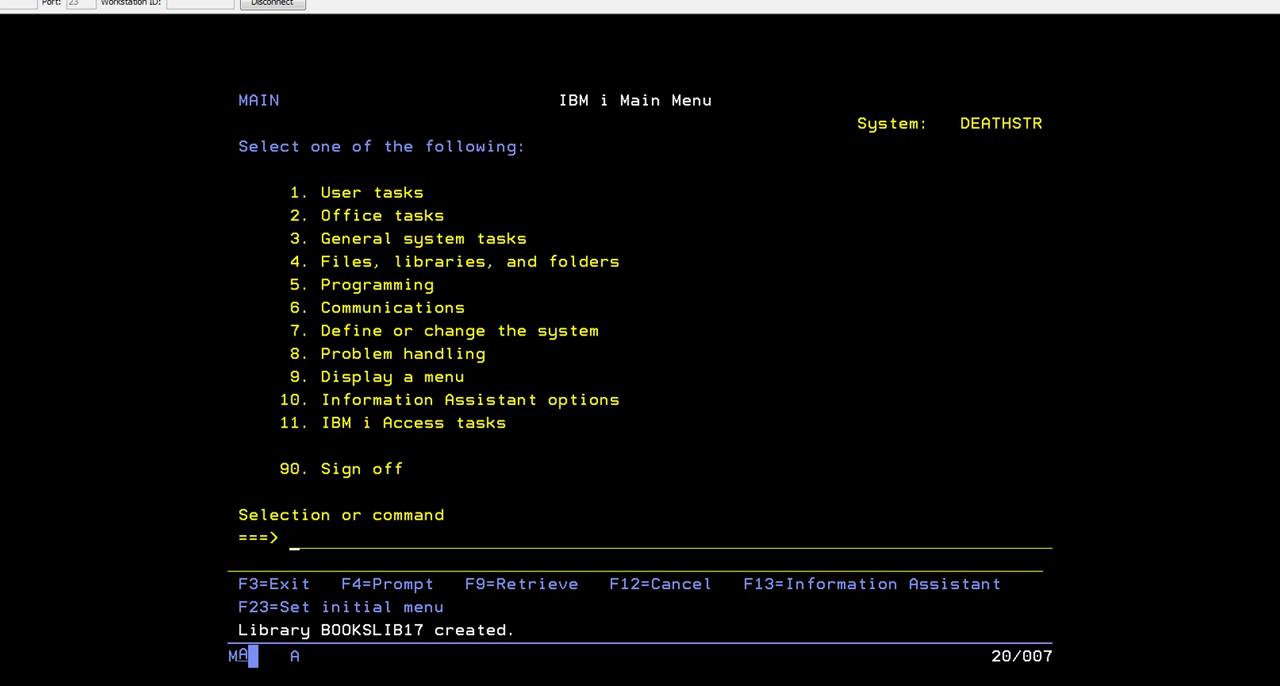 Port: 23 Workstation ID: Disconnect
MAIN IBM i Main Menu
System: DEATHSTR
Select one of the following:
1. User tasks
2. Office tasks
3. General system tasks
4. Files, libraries, and folders
5. Programming
6. Communications
7. Define or change the system
8. Problem handling
9. Display a menu
10. Information Assistant options
11. IBM i Access tasks
90. Sign off
Selection or command
===>
F3=Exit F4=Prompt F9=Retrieve F12=Cancel F13=Information Assistant
F23=Set initial menu
Library BOOKSLIB17 created.
MA A 20/007